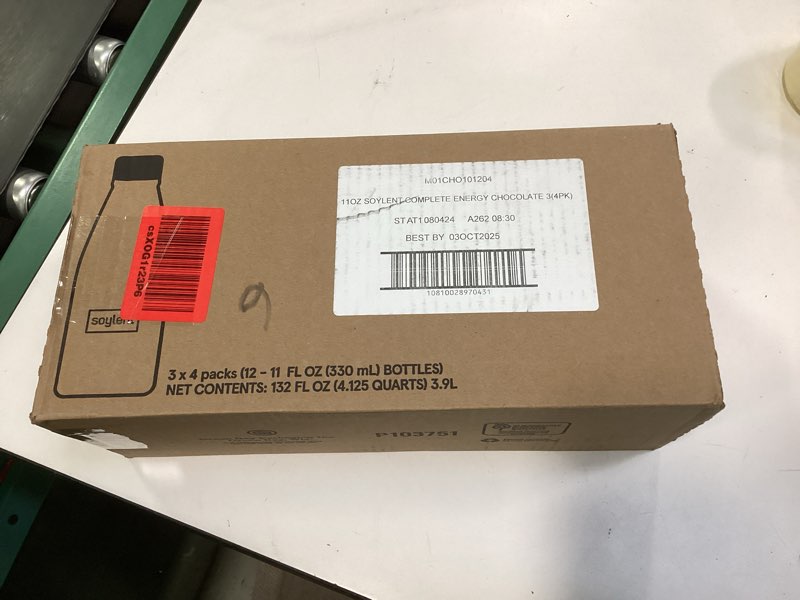 M01CHO101204
11OZ SOYLENT COMPLETE ENERGY CHOCOLATE 3(4PK)
STAT1080424 A262 08:30
BEST BY 03OCT2025
10810028970431
csX0G1r23P6
9
soylent
3 x 4 packs (12 – 11 FL OZ (330 mL) BOTTLES)
NET CONTENTS: 132 FL OZ (4.125 QUARTS) 3.9L
P103751